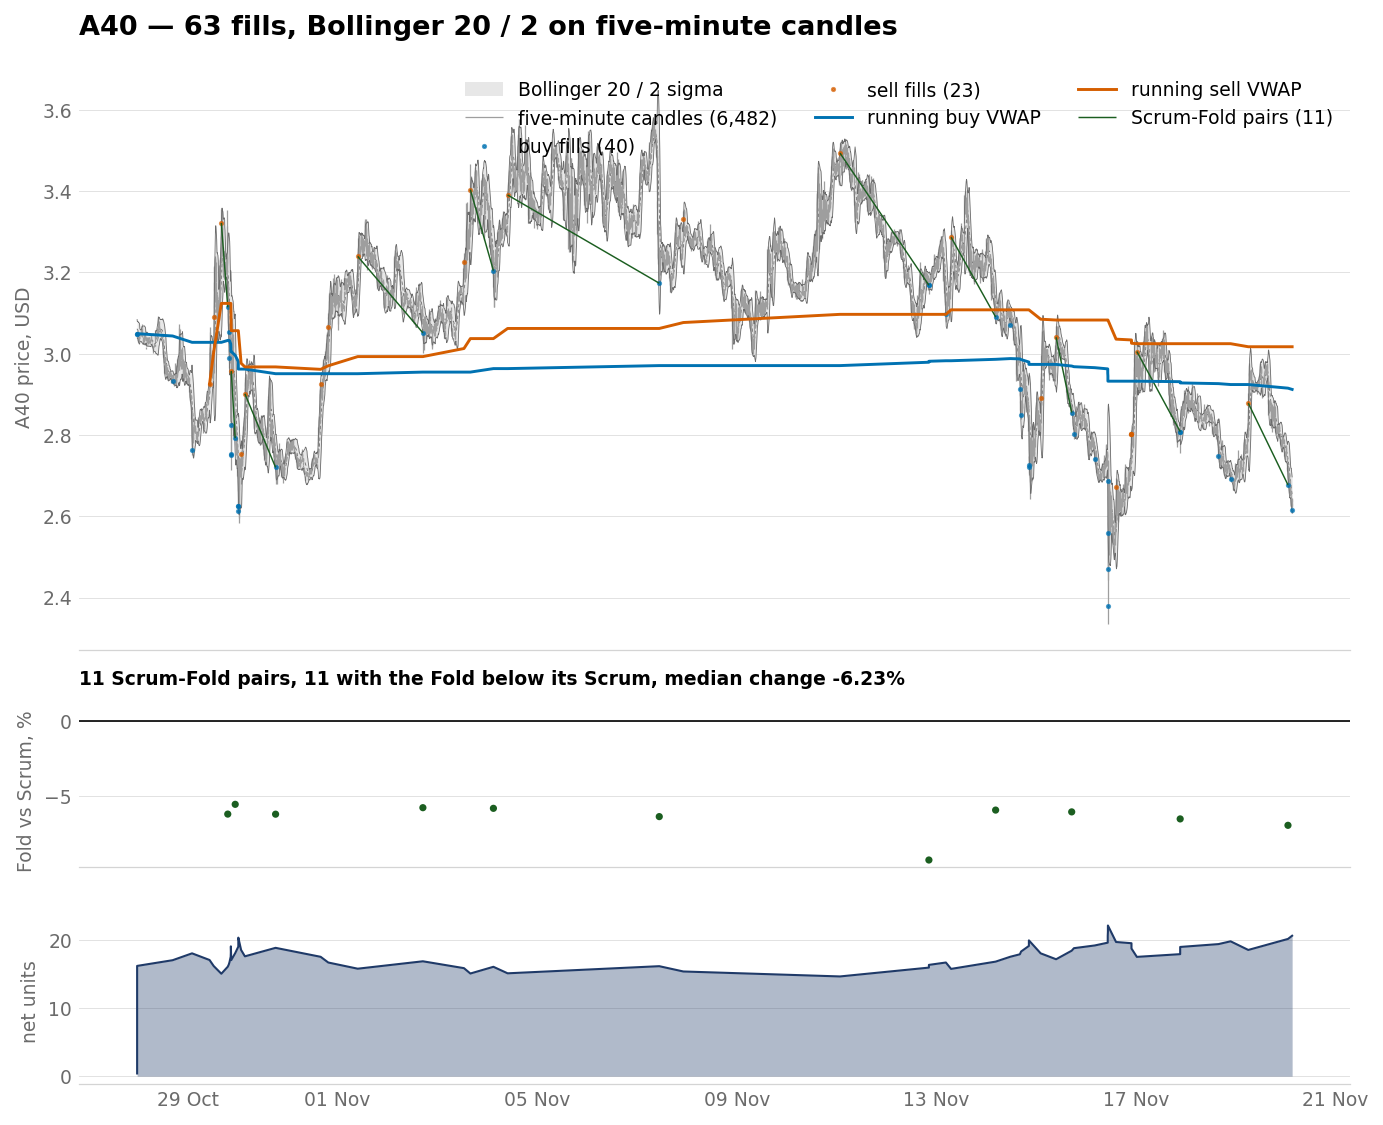 A40 — 63 fills, Bollinger 20 / 2 on five-minute candles
Bollinger 20 / 2 sigma
five-minute candles (6,482)
buy fills (40)
sell fills (23)
running buy VWAP
running sell VWAP
Scrum-Fold pairs (11)
A40 price, USD
3.6
3.4
3.2
3.0
2.8
2.6
2.4
11 Scrum-Fold pairs, 11 with the Fold below its Scrum, median change -6.23%
Fold vs Scrum, %
0
−5
net units
20
10
0
29 Oct
01 Nov
05 Nov
09 Nov
13 Nov
17 Nov
21 Nov